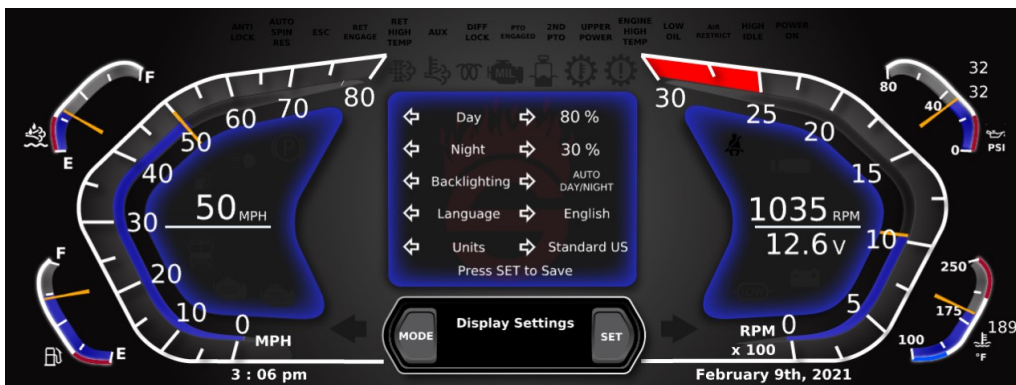 ANTI LOCK
AUTO SPIN RES
ESC
RET ENGAGE
RET HIGH TEMP
AUX
DIFF LOCK
PTO ENGAGED
2ND PTO
UPPER POWER
ENGINE HIGH TEMP
LOW OIL
AIR RESTRICT
HIGH IDLE
POWER ON
MIL
F
E
F
E
0
10
20
30
40
50
60
70
80
MPH
50 MPH
3 : 06 pm
Day 80 %
Night 30 %
Backlighting AUTO DAY/NIGHT
Language English
Units Standard US
Press SET to Save
MODE
Display Settings
SET
30
25
20
15
10
5
0
RPM
x 100
1035 RPM
12.6 V
February 9th, 2021
80
40
0
32
32
PSI
250
175
100
189
°F